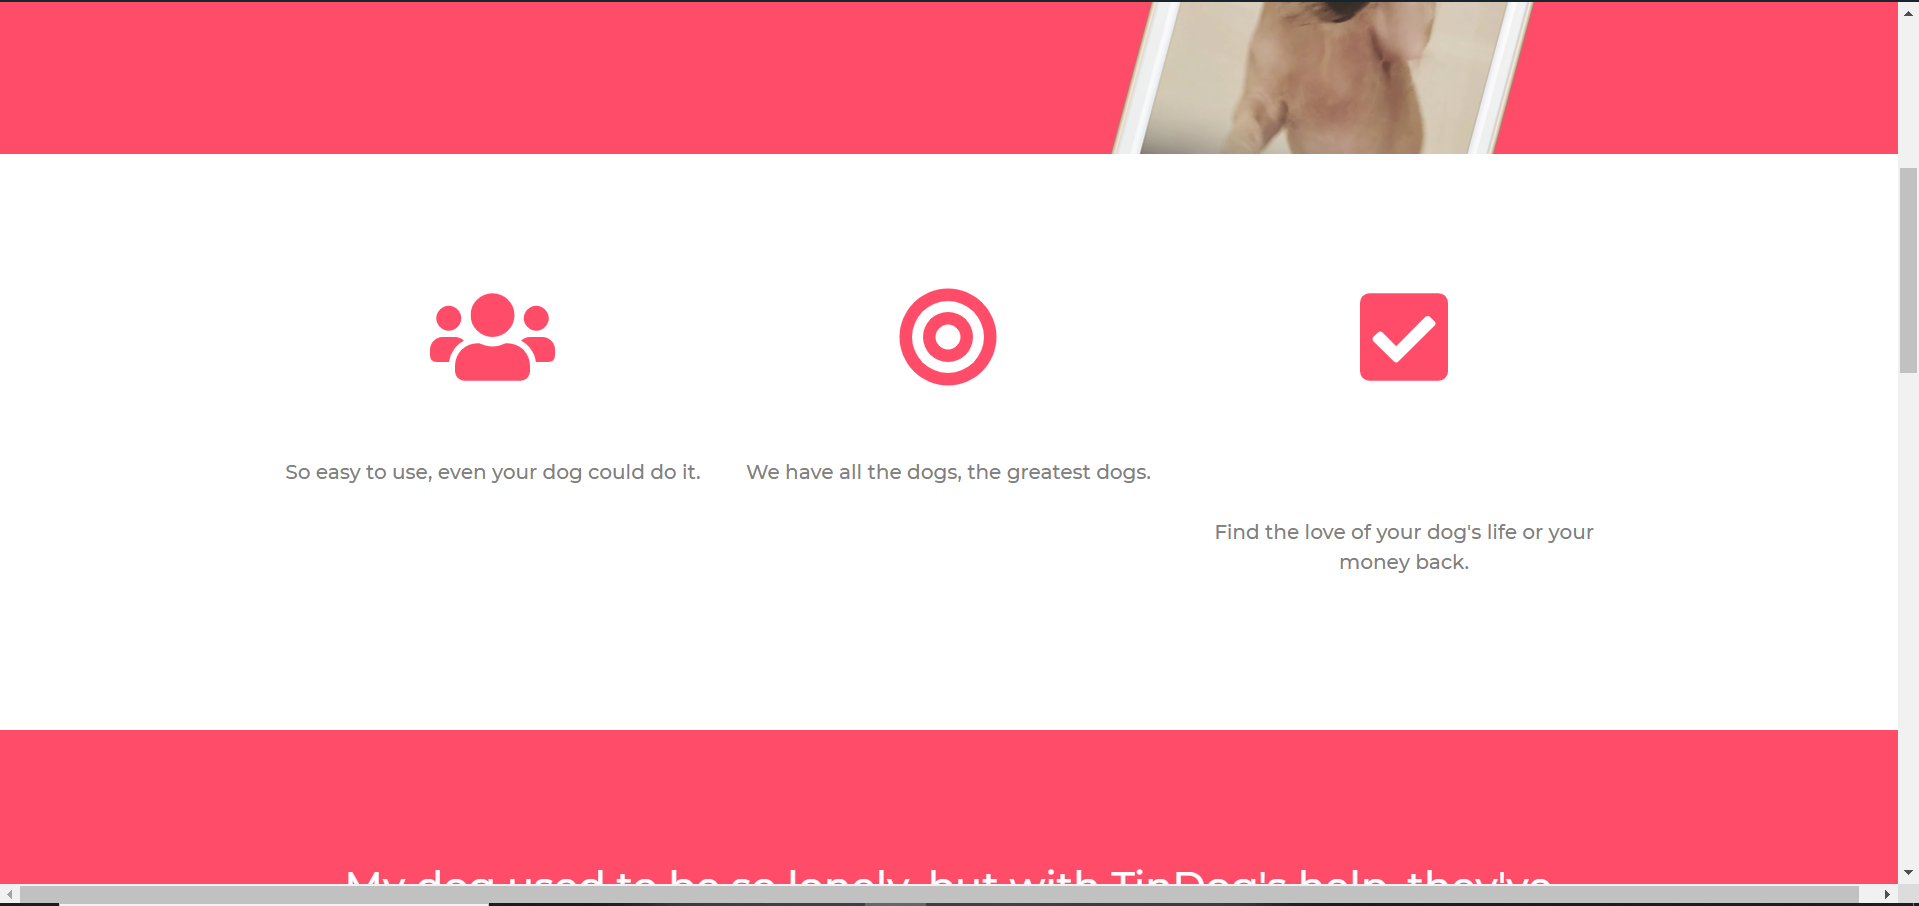 So easy to use, even your dog could do it.
We have all the dogs, the greatest dogs.
Find the love of your dog's life or your
money back.
My dog used to be so lonely, but with TinDog's help, they've